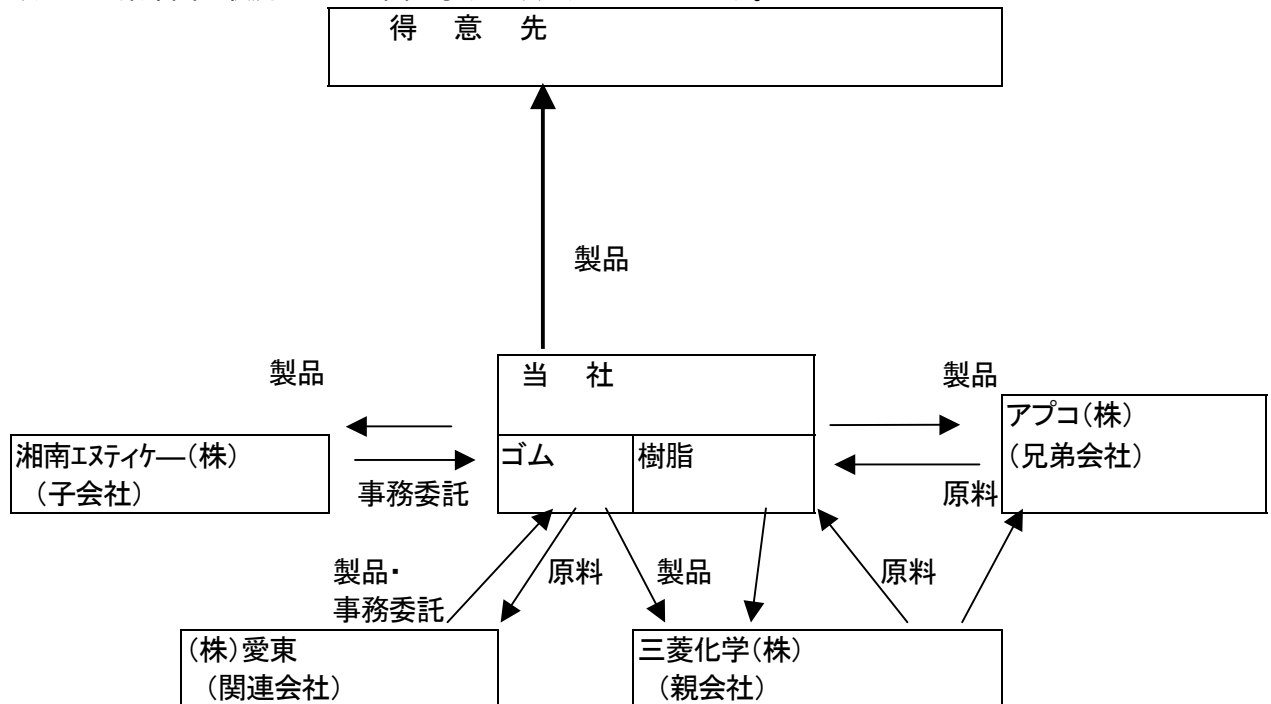 得 意 先
製品
製品
当 社
製品
アプコ(株)
(兄弟会社)
湘南エヌティケー(株)
(子会社)
ゴム
樹脂
事務委託
原料
製品・
事務委託
原料
製品
原料
(株)愛東
(関連会社)
三菱化学(株)
(親会社)